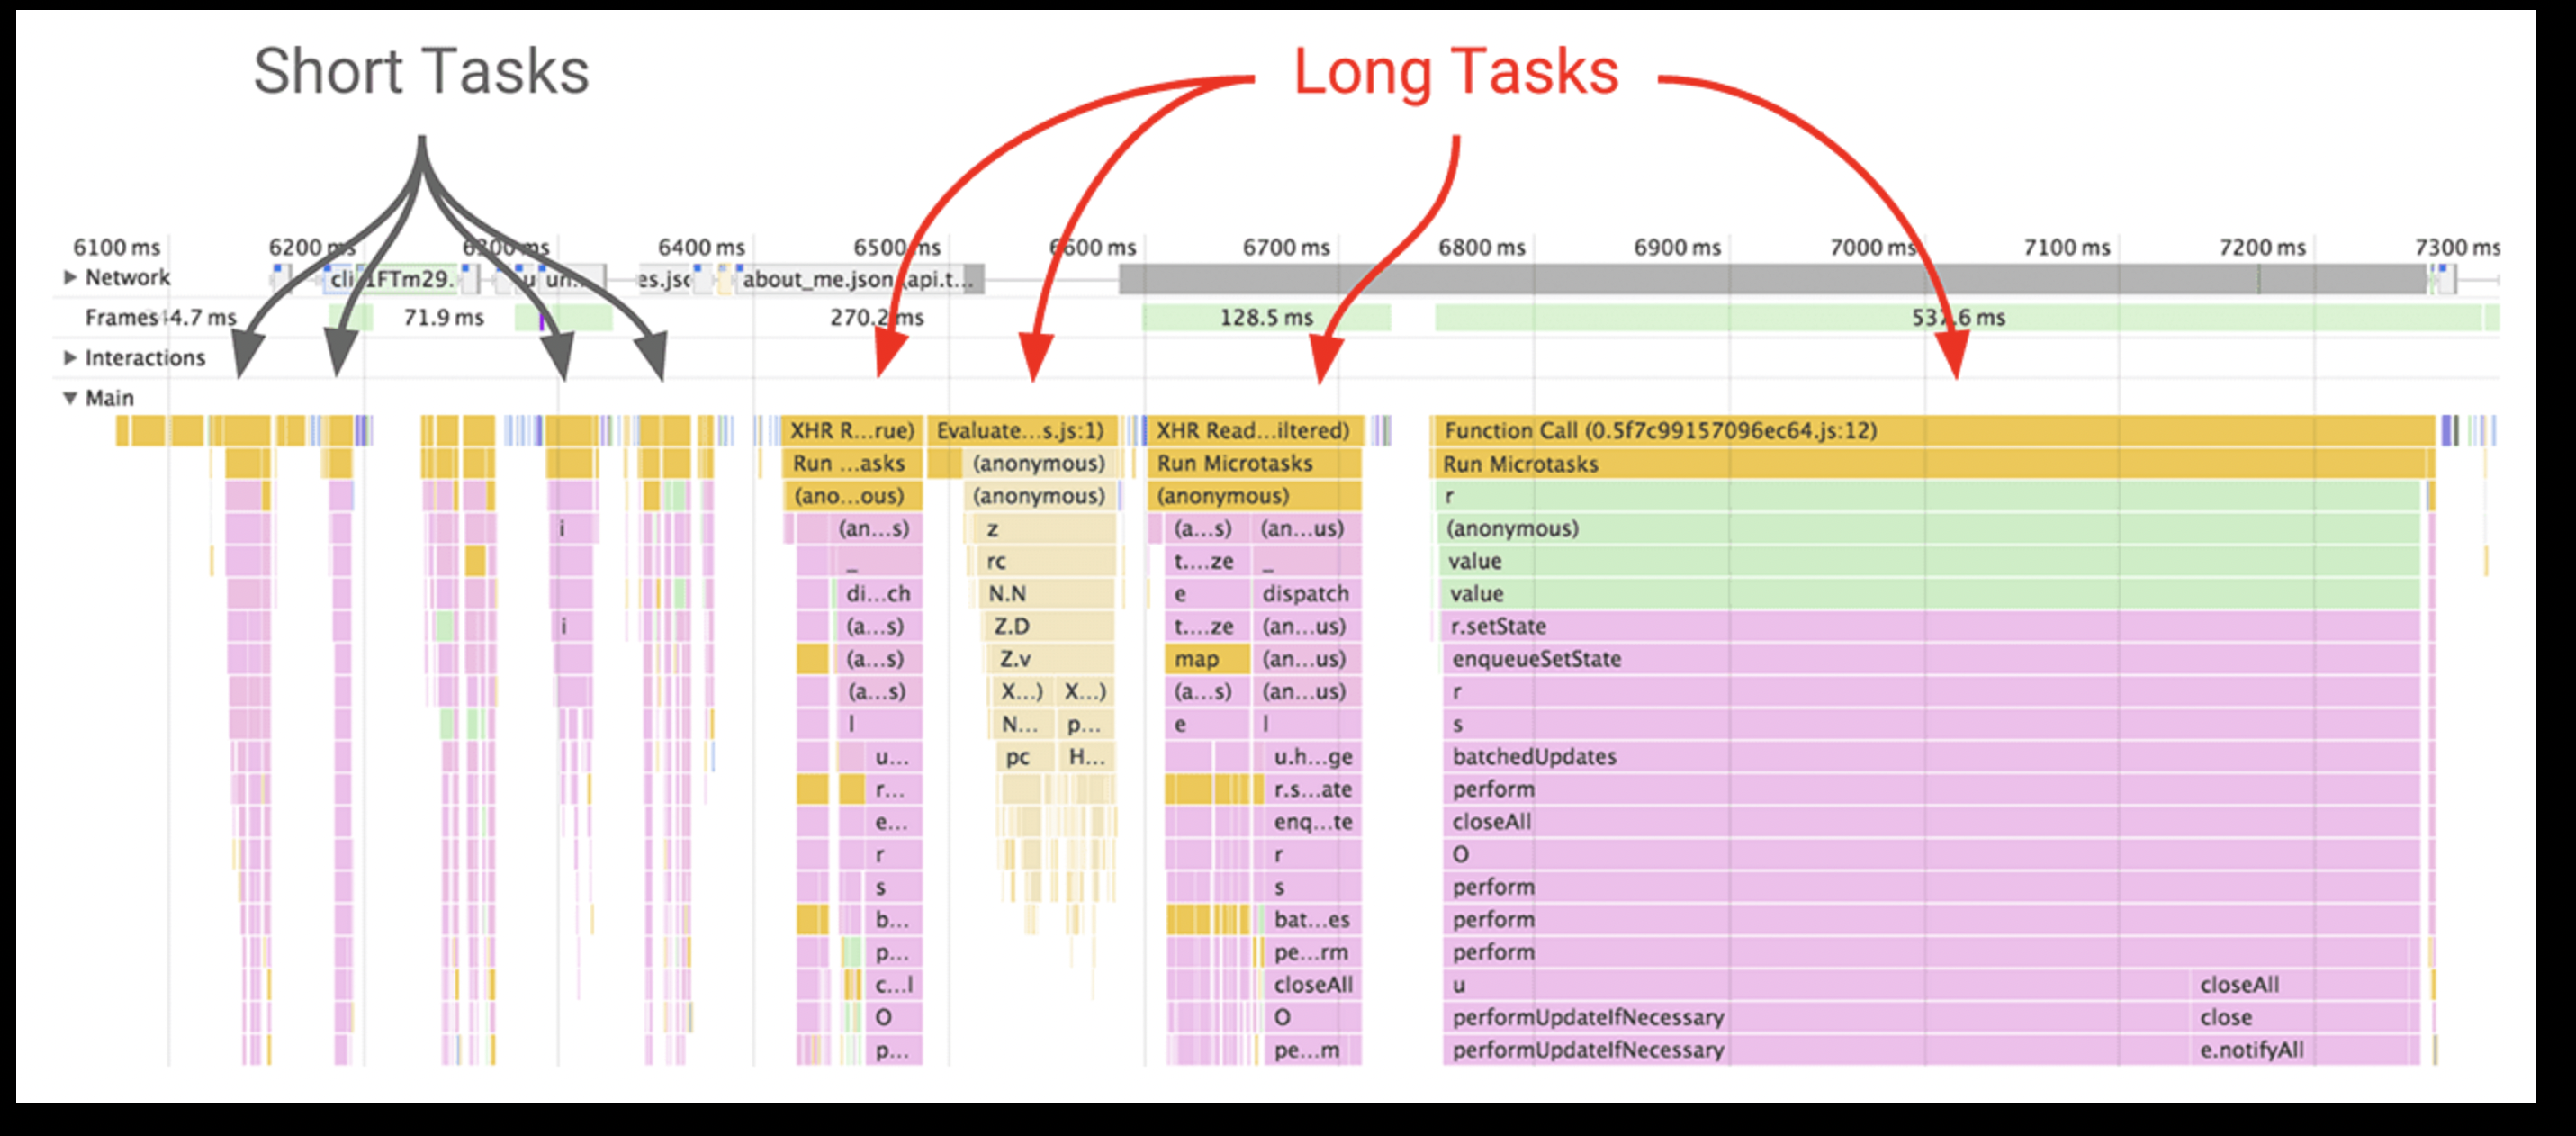 Short Tasks
Long Tasks
6100 ms 6200 ms 6300 ms 6400 ms 6500 ms 6600 ms 6700 ms 6800 ms 6900 ms 7000 ms 7100 ms 7200 ms 7300 ms
Network cli 1FTm29. u un... es.jsc about_me.json (api.t...
Frames 4.7 ms 71.9 ms 270.2 ms 128.5 ms 537.6 ms
Interactions
Main
XHR R...rue) Evaluate...s.js:1) XHR Read...iltered) Function Call (0.5f7c99157096ec64.js:12)
Run ...asks (anonymous) Run Microtasks Run Microtasks
(ano...ous) (anonymous) (anonymous) r
i (an...s) z (a...s) (an...us) (anonymous)
_ rc t....ze _ value
di...ch N.N e dispatch value
i (a...s) Z.D t....ze (an...us) r.setState
(a...s) Z.v map (an...us) enqueueSetState
(a...s) X...) X...) (a...s) (an...us) r
l N... p... e l s
u... pc H... u.h...ge batchedUpdates
r... r.s...ate perform
e... enq...te closeAll
r r O
s s perform
b... bat...es perform
p... pe...rm perform
c...l closeAll u closeAll
O O performUpdateIfNecessary close
p... pe...m performUpdateIfNecessary e.notifyAll